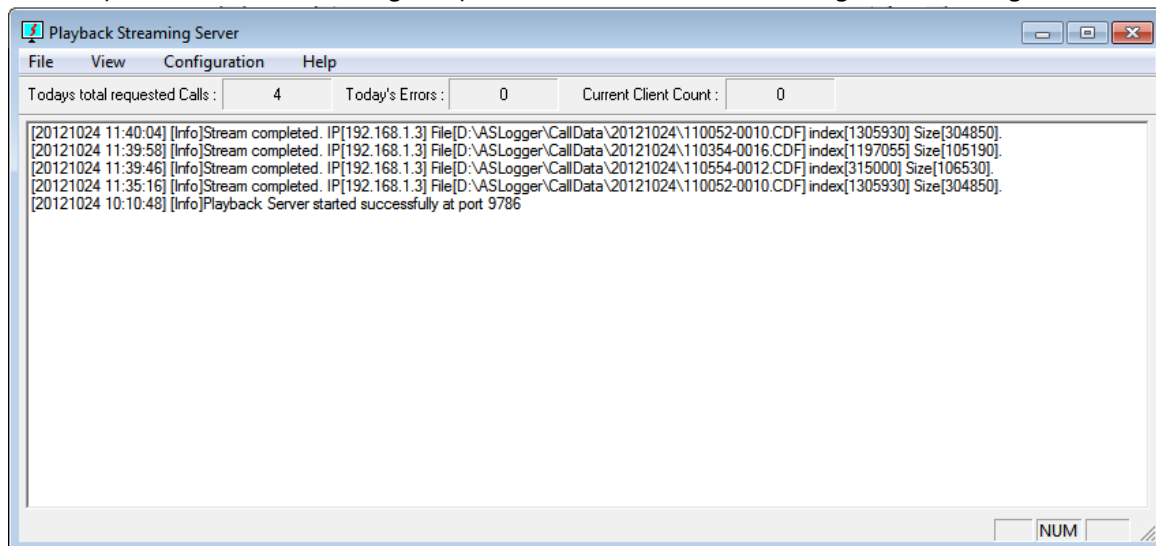 Playback Streaming Server
File View Configuration Help
Todays total requested Calls : 4 Today's Errors : 0 Current Client Count : 0
[20121024 11:40:04] [Info]Stream completed. IP[192.168.1.3] File[D:\ASLogger\CallData\20121024\110052-0010.CDF] index[1305930] Size[304850].
[20121024 11:39:58] [Info]Stream completed. IP[192.168.1.3] File[D:\ASLogger\CallData\20121024\110354-0016.CDF] index[1197055] Size[105190].
[20121024 11:39:46] [Info]Stream completed. IP[192.168.1.3] File[D:\ASLogger\CallData\20121024\110554-0012.CDF] index[315000] Size[106530].
[20121024 11:35:16] [Info]Stream completed. IP[192.168.1.3] File[D:\ASLogger\CallData\20121024\110052-0010.CDF] index[1305930] Size[304850].
[20121024 10:10:48] [Info]Playback Server started successfully at port 9786
NUM